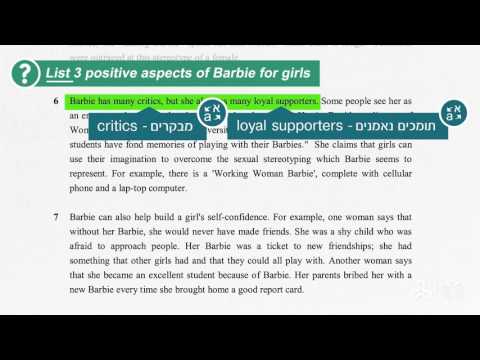 ? List 3 positive aspects of Barbie for girls
6 Barbie has many critics, but she al many loyal supporters. Some people see her as
an en
critics - מבקרים
loyal supporters - תומכים נאמנים
Women
students have fond memories of playing with their Barbies." She claims that girls can
use their imagination to overcome the sexual stereotyping which Barbie seems to
represent. For example, there is a 'Working Woman Barbie', complete with cellular
phone and a lap-top computer.
7 Barbie can also help build a girl's self-confidence. For example, one woman says that
without her Barbie, she would never have made friends. She was a shy child who was
afraid to approach people. Her Barbie was a ticket to new friendships; she had
something that other girls had and that they could all play with. Another woman says
that she became an excellent student because of Barbie. Her parents bribed her with a
new Barbie every time she brought home a good report card.